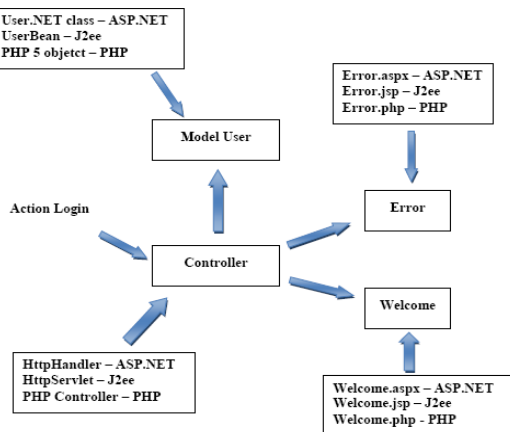 User.NET class – ASP.NET
UserBean – J2ee
PHP 5 objetct – PHP
Error.aspx – ASP.NET
Error.jsp – J2ee
Error.php – PHP
Model User
Action Login
Error
Controller
Welcome
HttpHandler – ASP.NET
HttpServlet – J2ee
PHP Controller – PHP
Welcome.aspx – ASP.NET
Welcome.jsp – J2ee
Welcome.php - PHP